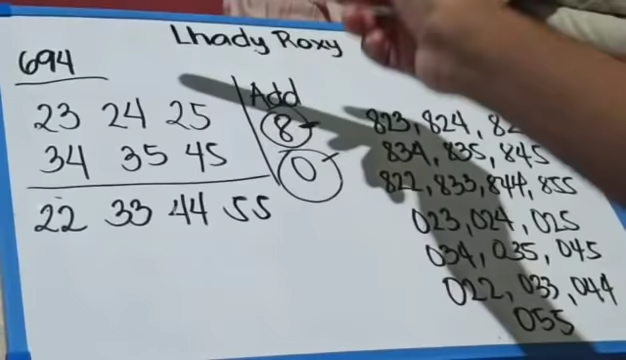 Lhady Roxy
694
23 24 25
34 35 45
22 33 44 55
Add
8
0
823, 824, 82
834, 835, 845
822, 833, 844, 855
023, 024, 025
034, 035, 045
022, 033, 044
055